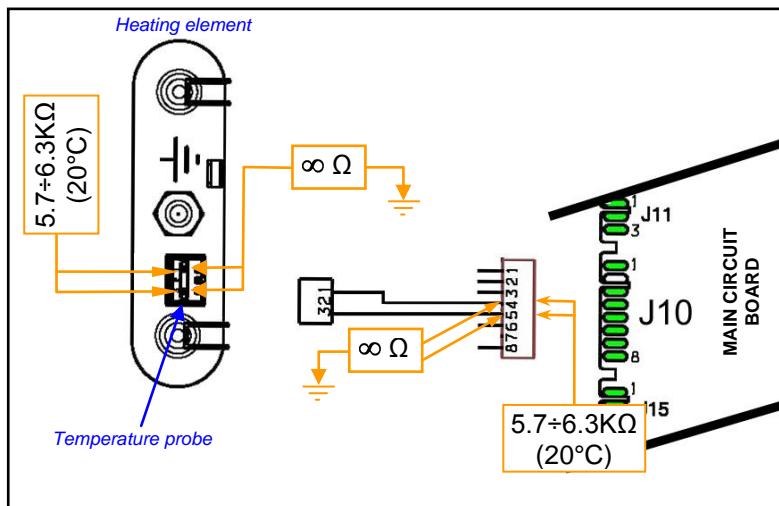 Heating element
5.7÷6.3KΩ
(20°C)
∞ Ω
1
J11
3
1
J10
8
1
J15
MAIN CIRCUIT
BOARD
321
87654321
∞ Ω
5.7÷6.3KΩ
(20°C)
Temperature probe